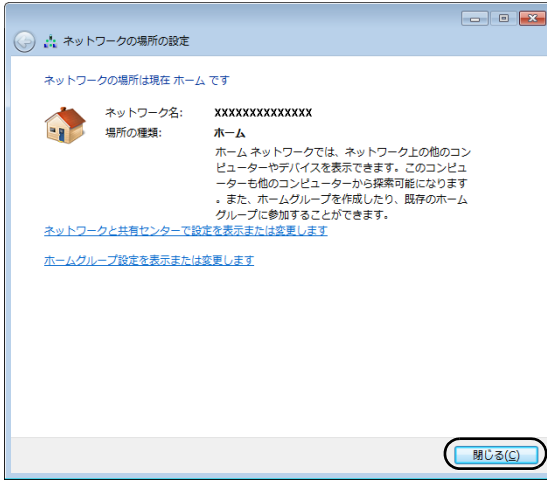 ネットワークの場所の設定
ネットワークの場所は現在 ホーム です
ネットワーク名: XXXXXXXXXXXXXX
場所の種類: ホーム
ホーム ネットワークでは、ネットワーク上の他のコン
ピューターやデバイスを表示できます。このコンピュ
ーターも他のコンピューターから探索可能になります
。また、ホームグループを作成したり、既存のホーム
グループに参加することができます。
ネットワークと共有センターで設定を表示または変更します
ホームグループ設定を表示または変更します
閉じる(C)